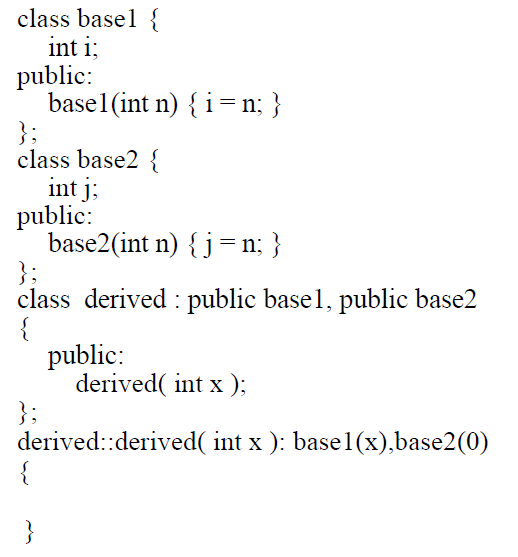 class base1 {
int i;
public:
base1(int n) { i = n; }
};
class base2 {
int j;
public:
base2(int n) { j = n; }
};
class  derived : public base1, public base2
{
public:
derived( int x );
};
derived::derived( int x ): base1(x),base2(0)
{
}